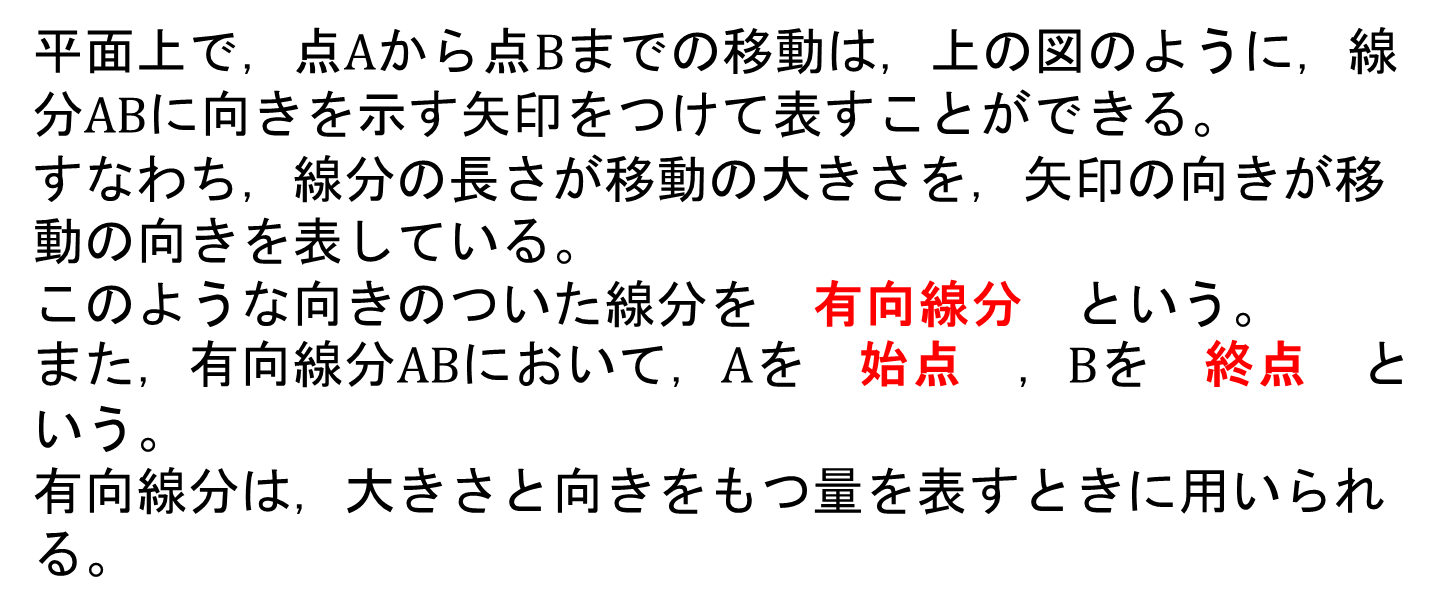 平面上で，点Aから点Bまでの移動は，上の図のように，線
分ABに向きを示す矢印をつけて表すことができる。
すなわち，線分の長さが移動の大きさを，矢印の向きが移
動の向きを表している。
このような向きのついた線分を　有向線分　という。
また，有向線分ABにおいて，Aを　始点　，Bを　終点　と
いう。
有向線分は，大きさと向きをもつ量を表すときに用いられ
る。